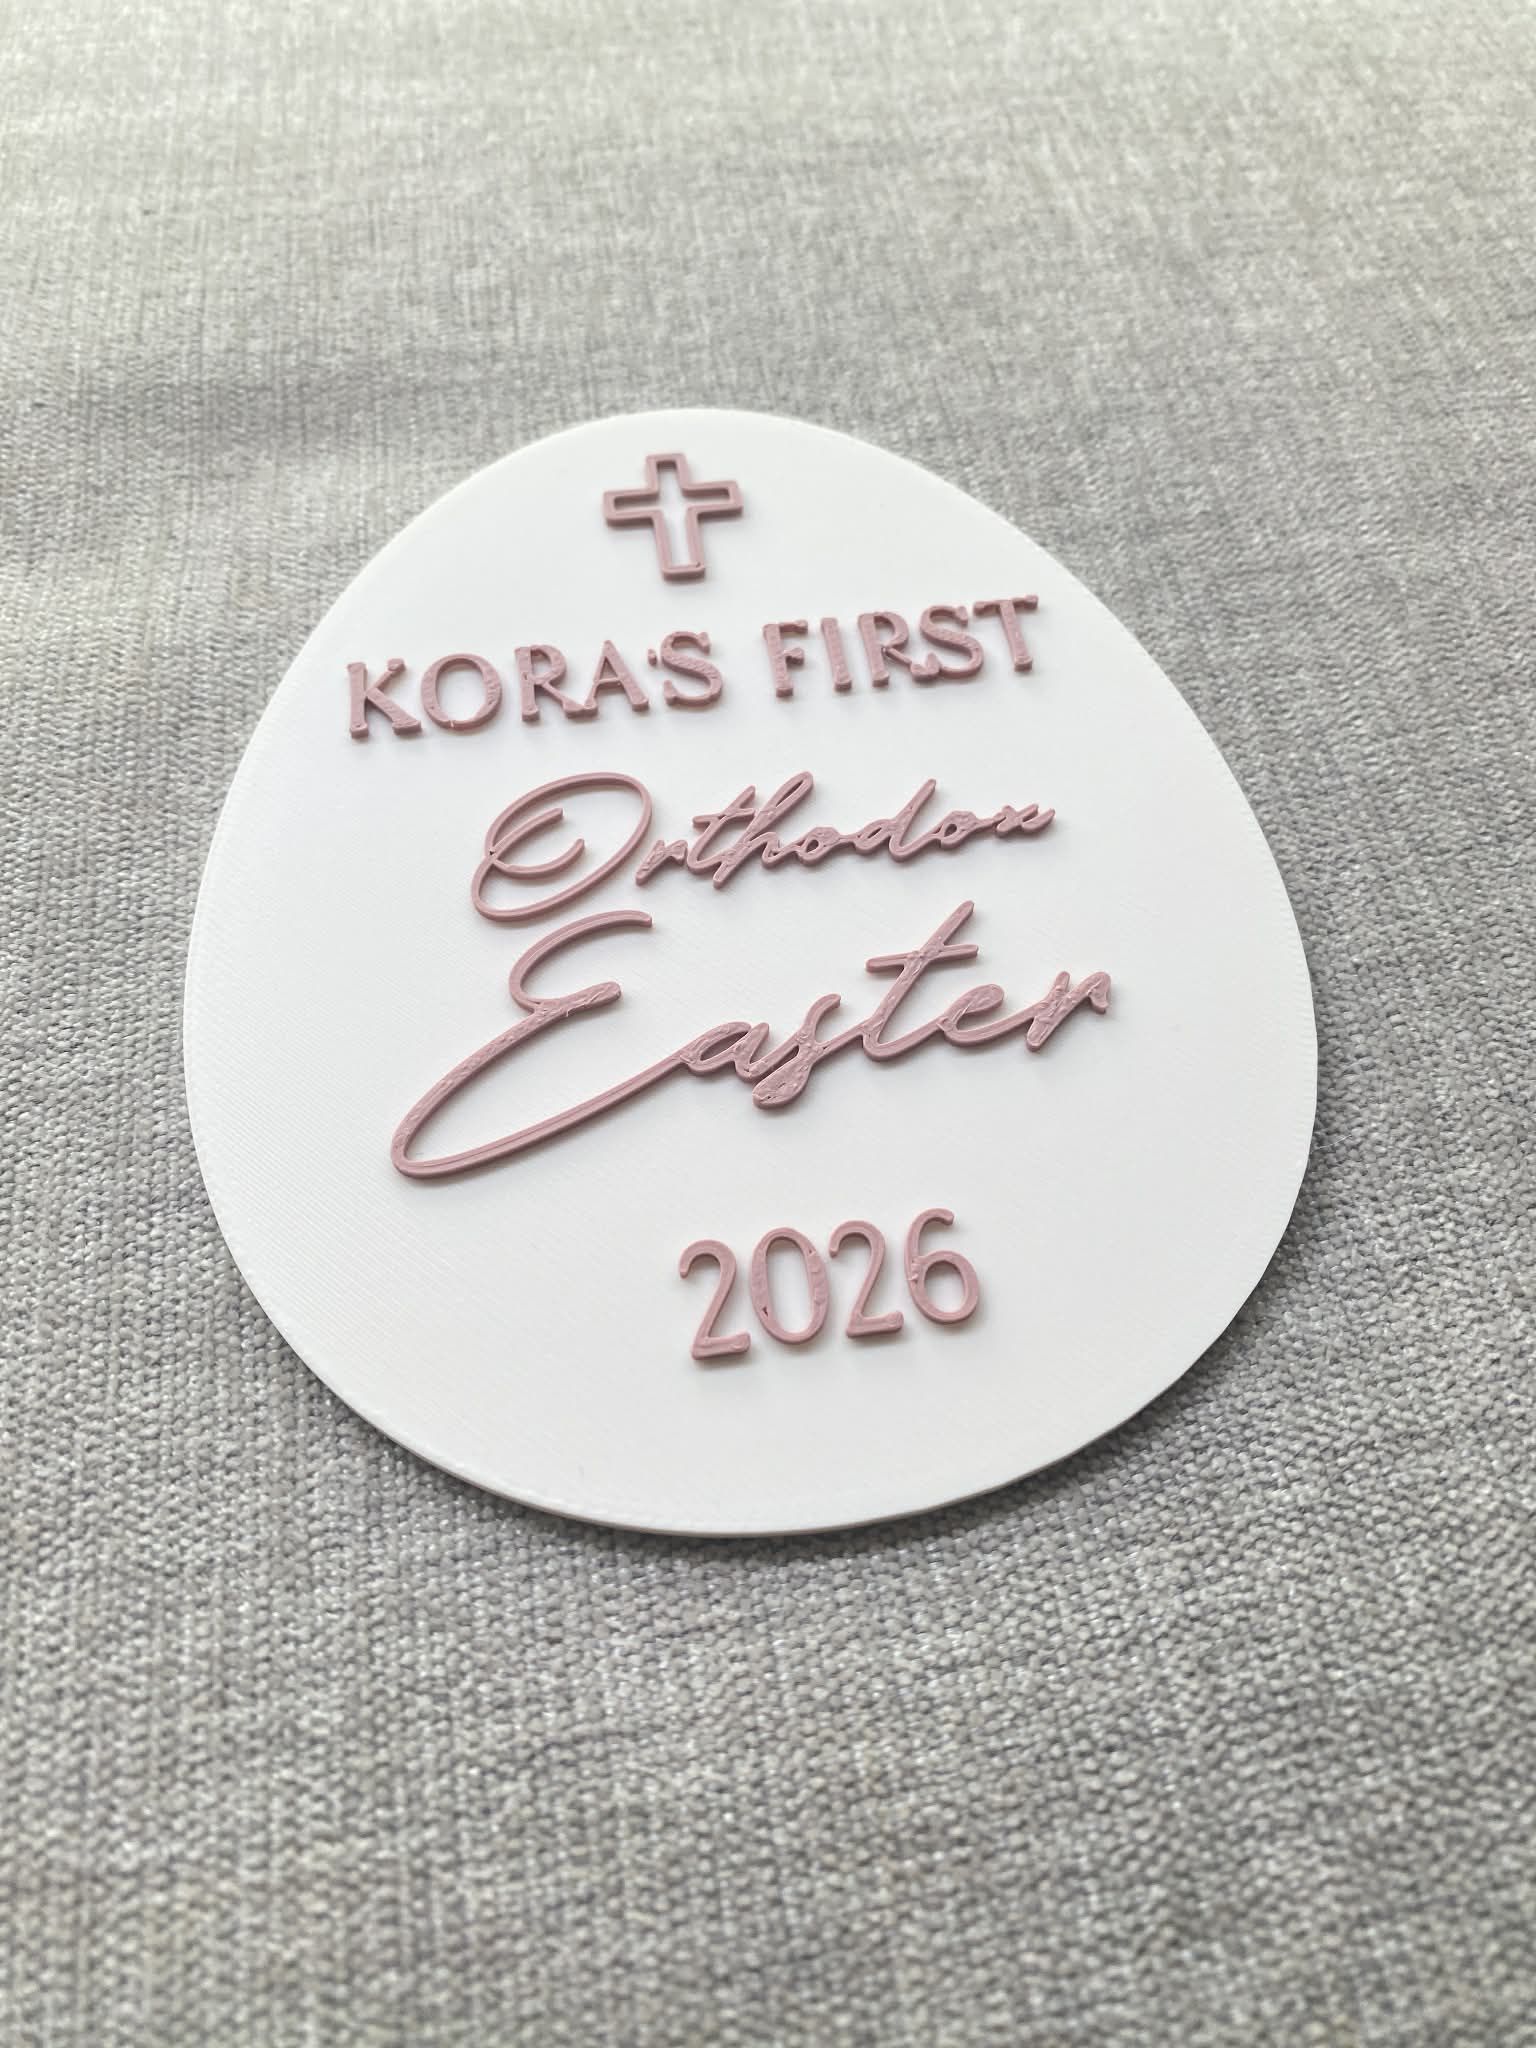 KORA'S FIRST
Orthodox
Easter
2026